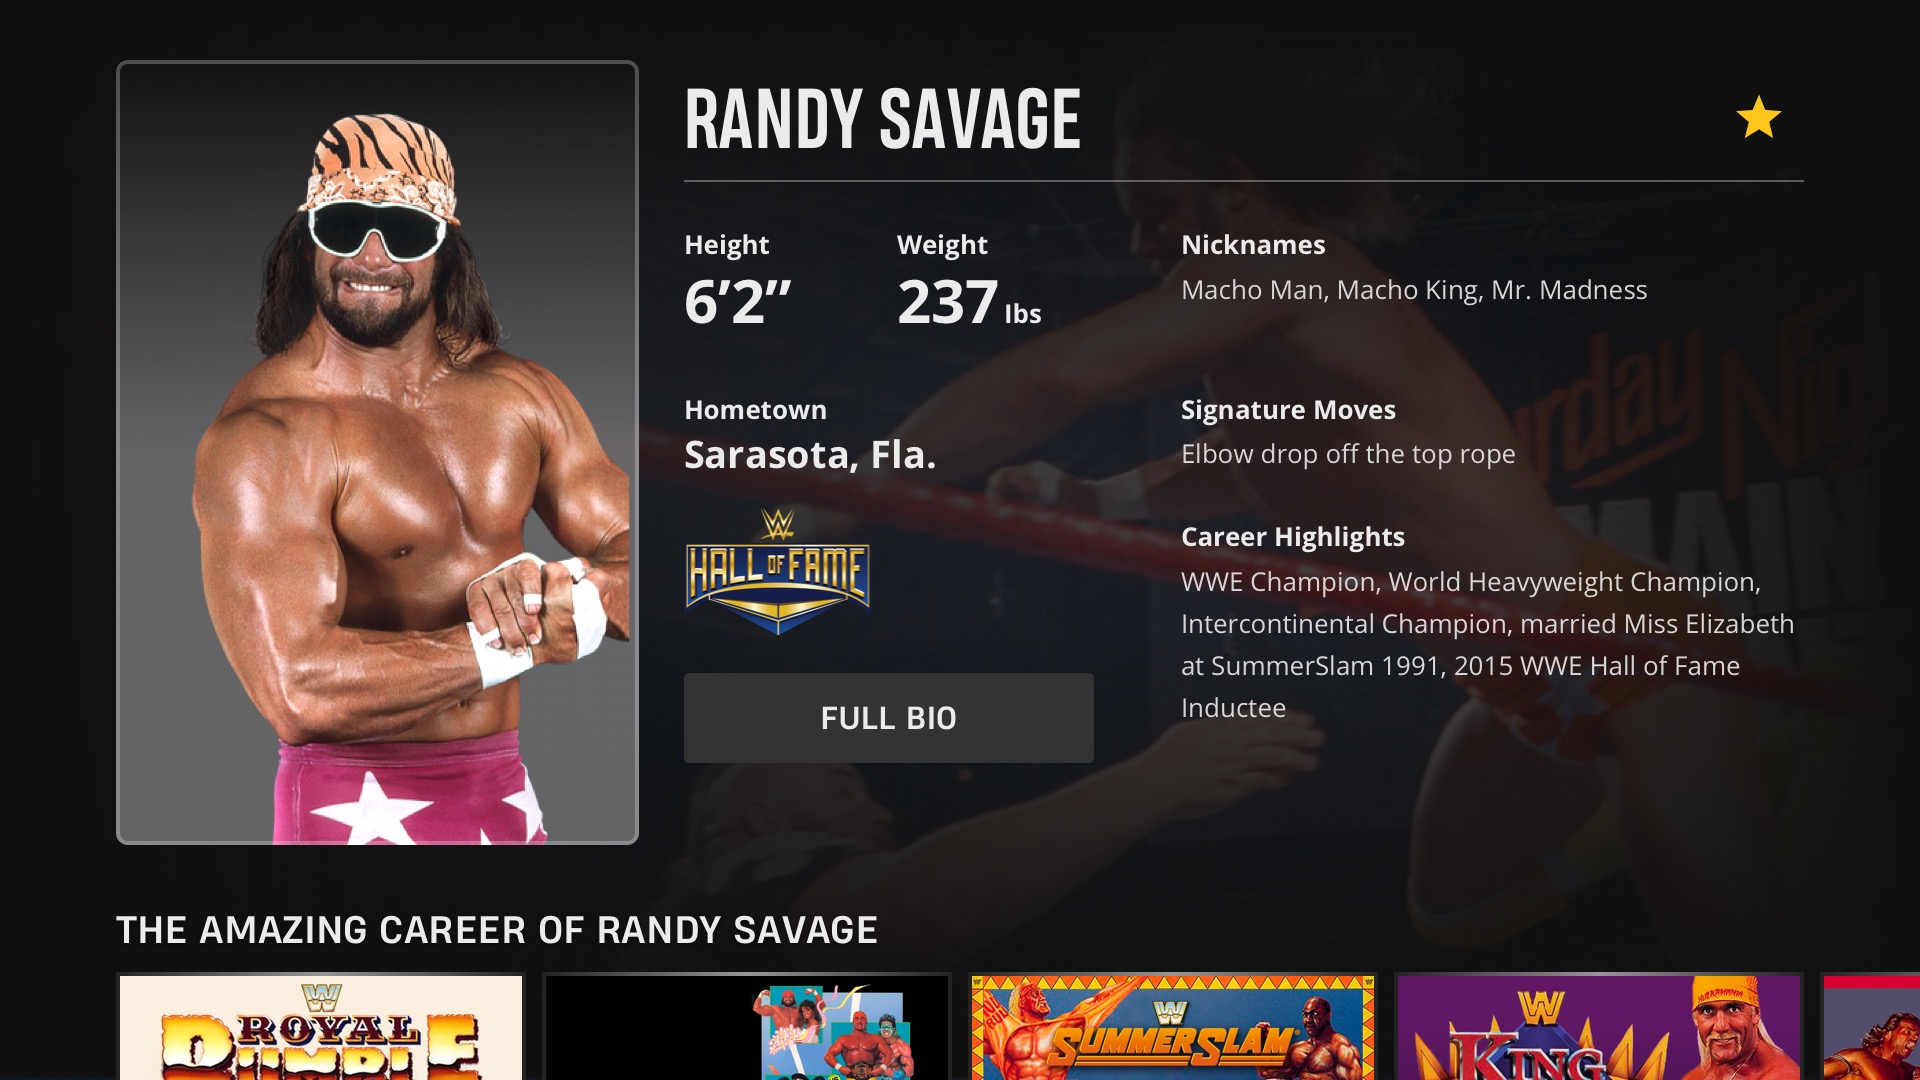 RANDY SAVAGE
Height
6’2”
Weight
237 lbs
Nicknames
Macho Man, Macho King, Mr. Madness
Hometown
Sarasota, Fla.
Signature Moves
Elbow drop off the top rope
W
HALL OF FAME
Career Highlights
WWE Champion, World Heavyweight Champion,
Intercontinental Champion, married Miss Elizabeth
at SummerSlam 1991, 2015 WWE Hall of Fame
Inductee
FULL BIO
THE AMAZING CAREER OF RANDY SAVAGE
W
ROYAL
RUMBLE
W
SUMMERSLAM
W
KING
HULKAMANIA